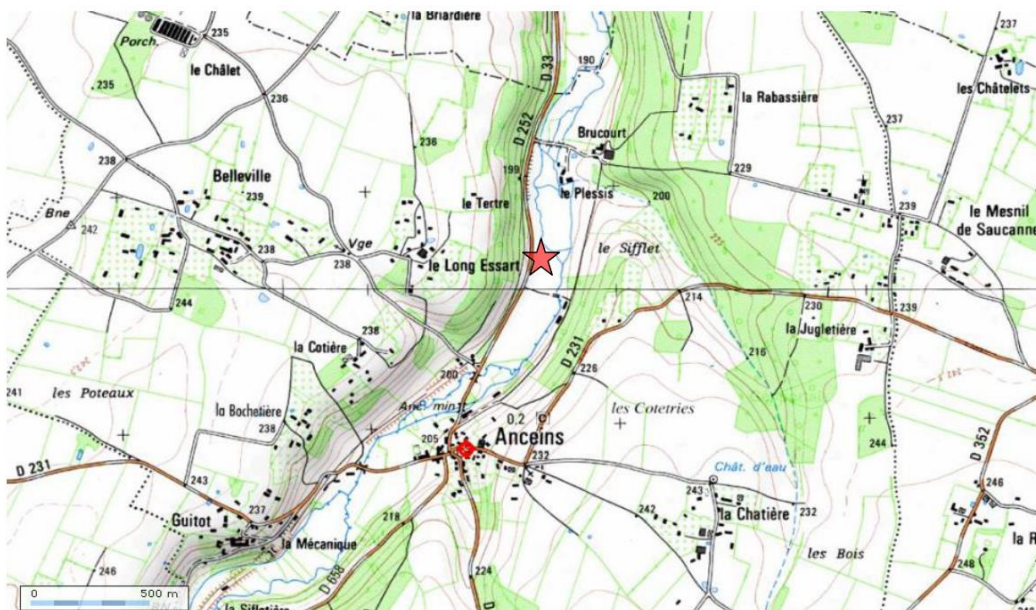 la Briardière
237
Porch.
235
le Châlet
D 33
190
les Châtelets
235
236
la Rabassière
D 252
Brucourt
237
236
238
Belleville
199
229
239
le Plessis
200
le Tertre
le Mesnil
de Saucanne
239
Bne
242
Vge
238
238
le Sifflet
225
le Long Essart
244
214
230
239
238
la Jugletière
la Cotière
D 231
200
216
226
241
les Poteaux
la Bochetière
238
Anc. min
0.2
les Cotetries
205
Anceins
244
D 352
D 231
232
243
Chât. d'eau
246
Guitot
237
218
242
243
la Chatière
232
la Mécanique
les Bois
la R
246
D 658
224
248
la Siffletière
0
500 m